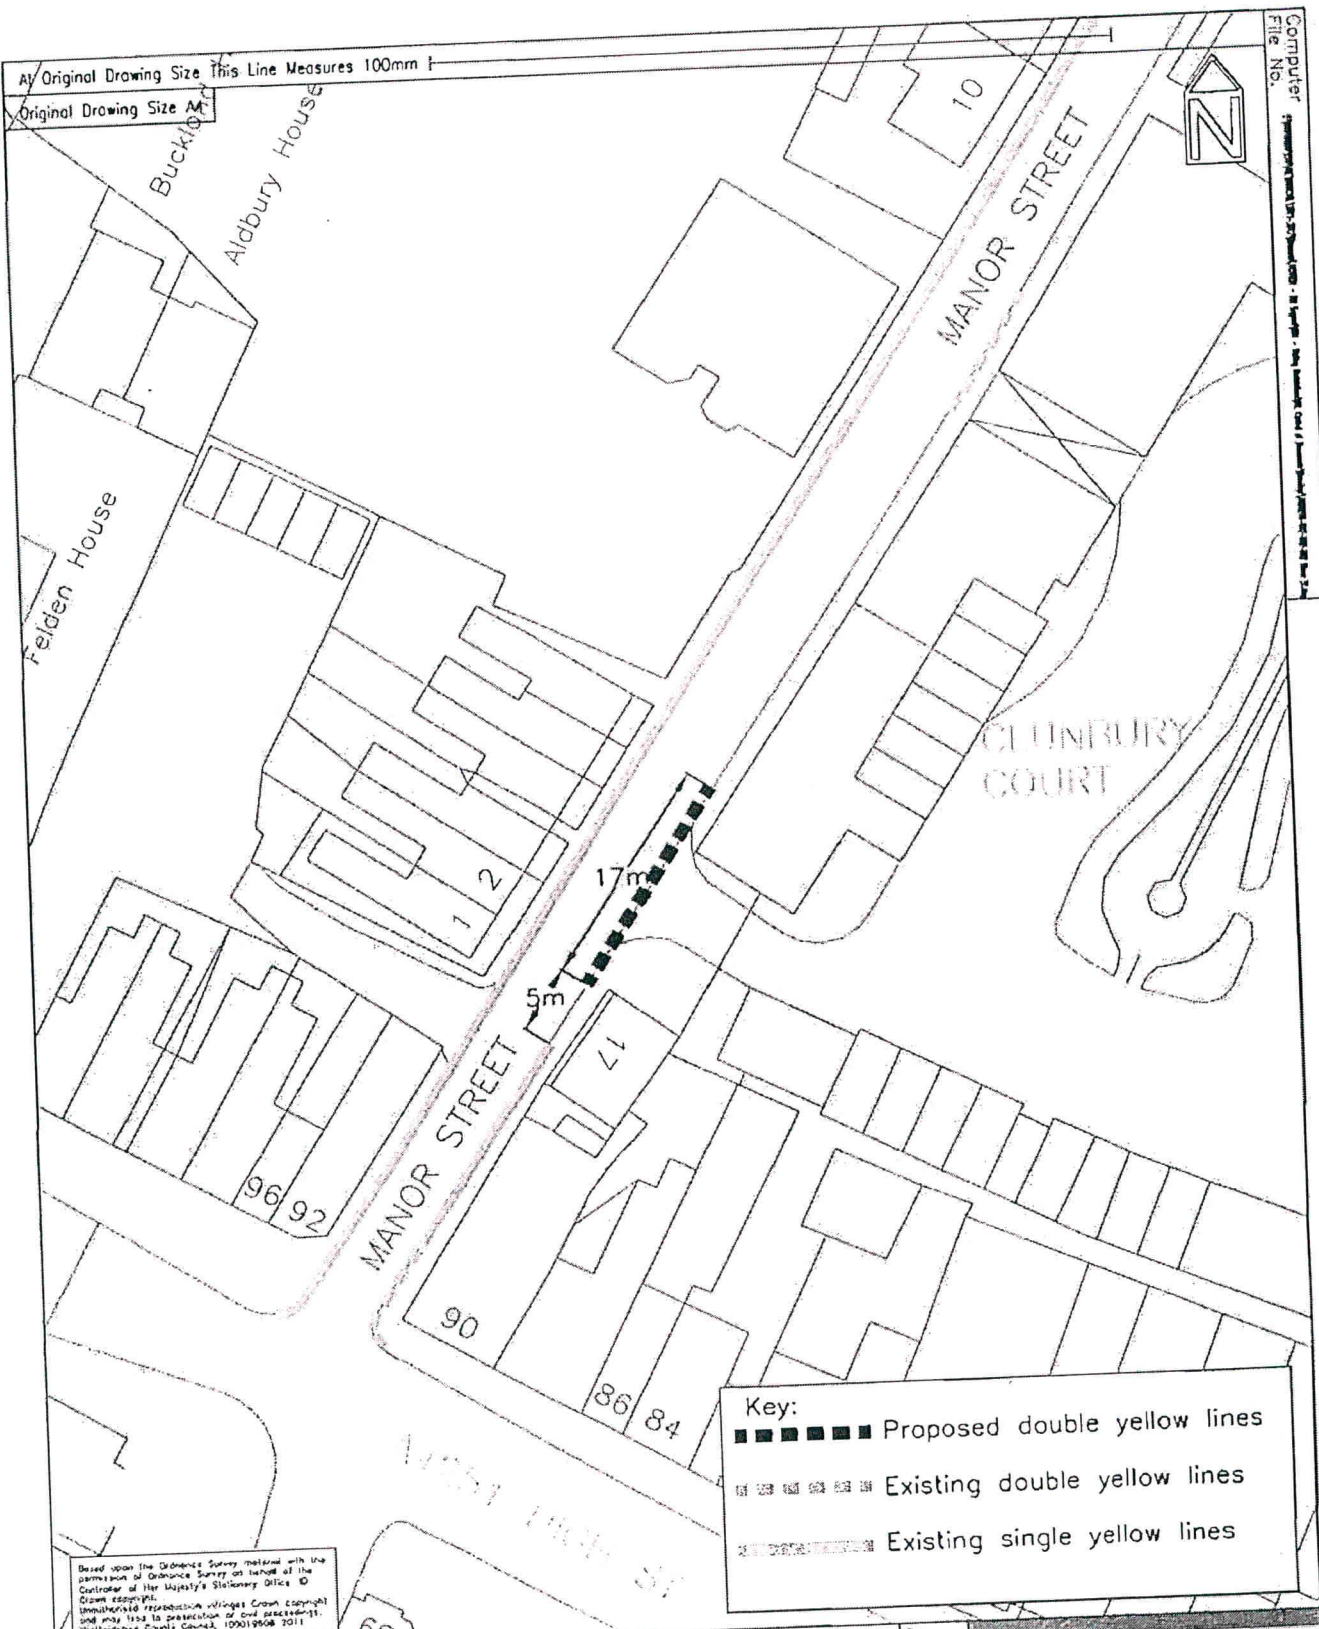 At Original Drawing Size This Line Measures 100mm
Original Drawing Size A4
Computer
File No.
N
10
MANOR STREET
Aldbury House
Felden House
CLUNBURY
COURT
17m
2
1
5m
17
MANOR STREET
96
92
90
86
84
Key:
Proposed double yellow lines
Existing double yellow lines
Existing single yellow lines
Based upon the Ordnance Survey material with the
permission of Ordnance Survey on behalf of the
Controller of Her Majesty's Stationery Office ©
Crown copyright.
Unauthorised reproduction infringes Crown copyright
and may lead to prosecution or civil proceedings.
County Council 2011